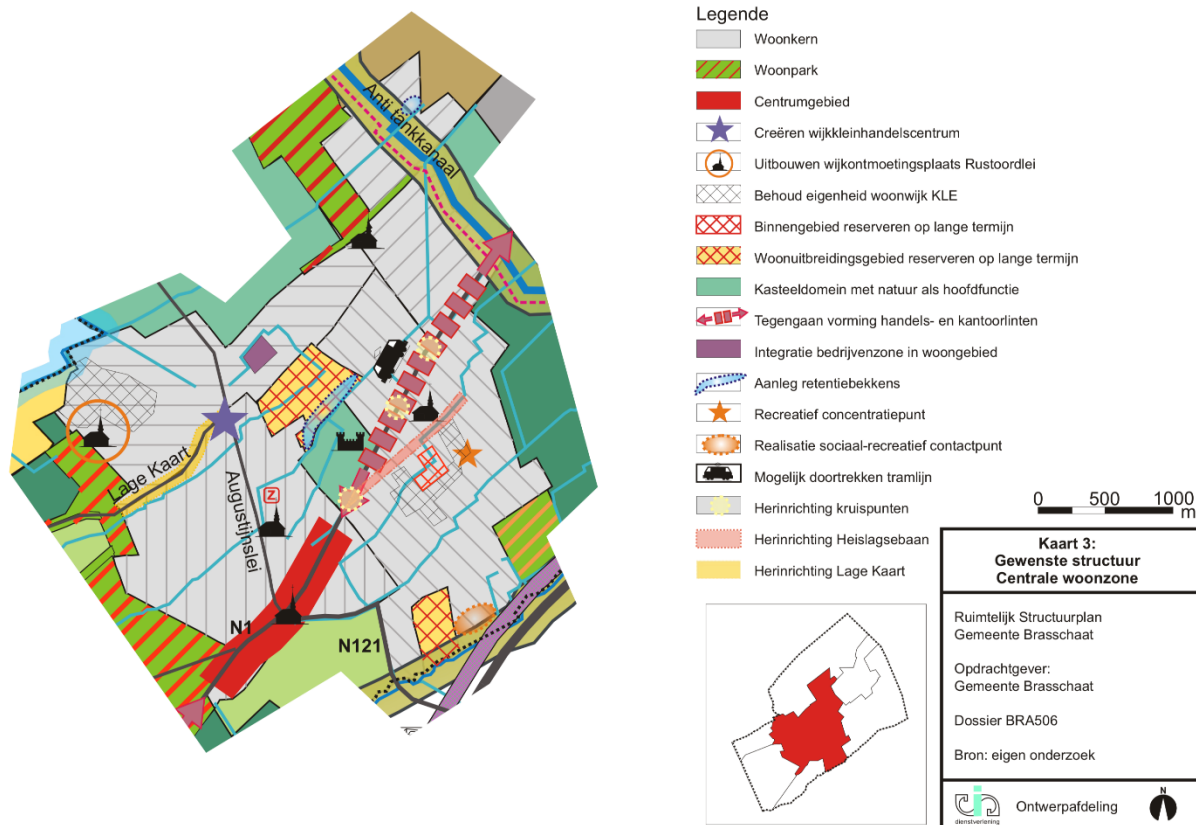 Anti tankkanaal
Lage Kaart
Augustijnslei
Z
N1
N121
Legende
Woonkern
Woonpark
Centrumgebied
Creëren wijkkleinhandelscentrum
Uitbouwen wijkontmoetingsplaats Rustoordlei
Behoud eigenheid woonwijk KLE
Binnengebied reserveren op lange termijn
Woonuitbreidingsgebied reserveren op lange termijn
Kasteeldomein met natuur als hoofdfunctie
Tegengaan vorming handels- en kantoorlinten
Integratie bedrijvenzone in woongebied
Aanleg retentiebekkens
Recreatief concentratiepunt
Realisatie sociaal-recreatief contactpunt
Mogelijk doortrekken tramlijn
Herinrichting kruispunten
Herinrichting Heislagsebaan
Herinrichting Lage Kaart
0 500 1000
m
Kaart 3:
Gewenste structuur
Centrale woonzone
Ruimtelijk Structuurplan
Gemeente Brasschaat
Opdrachtgever:
Gemeente Brasschaat
Dossier BRA506
Bron: eigen onderzoek
dienstverlening
Ontwerpafdeling
N